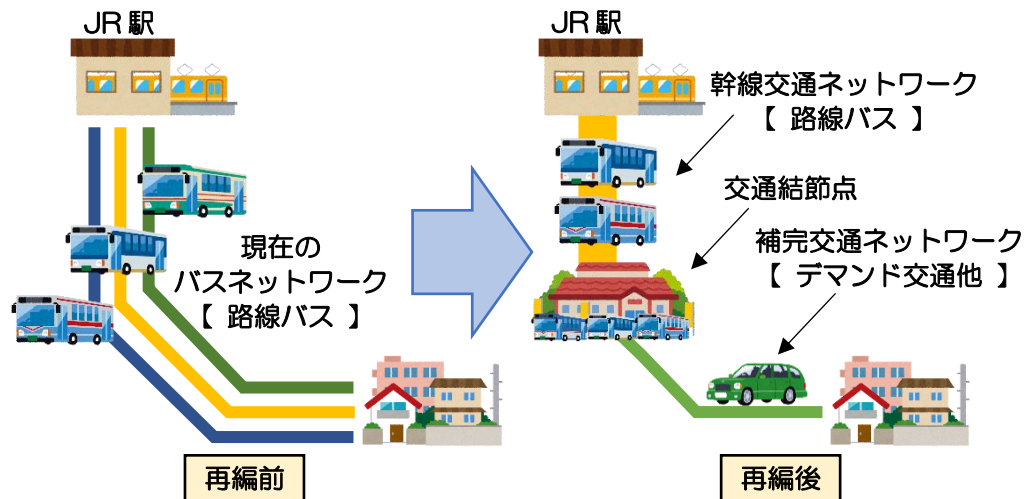 JR駅
現在の
バスネットワーク
【 路線バス 】
再編前
JR駅
幹線交通ネットワーク
【 路線バス 】
交通結節点
補完交通ネットワーク
【 デマンド交通他 】
再編後